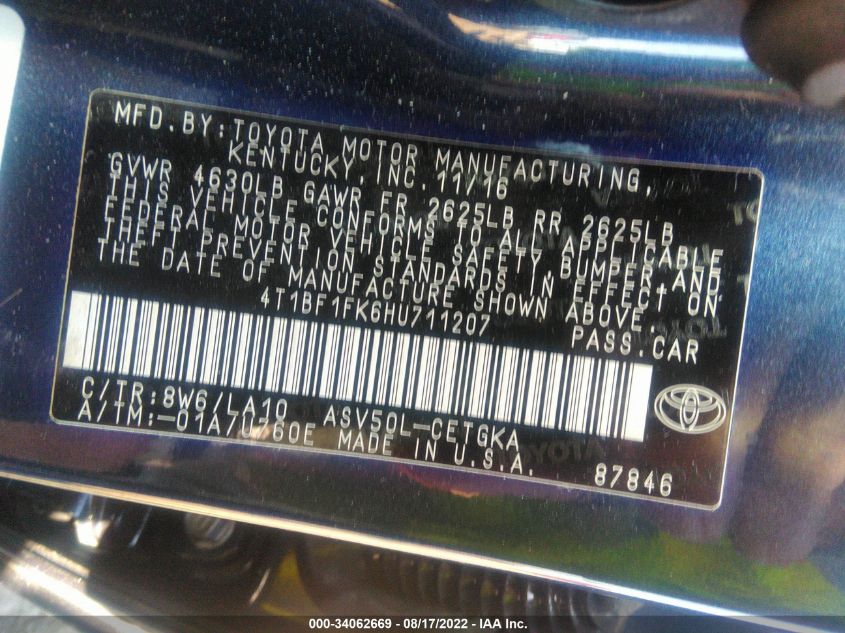 MFD. BY: TOYOTA MOTOR MANUFACTURING,
KENTUCKY, INC. 11/16
GVWR 4630LB GAWR FR 2625LB RR 2625LB
THIS VEHICLE CONFORMS TO ALL APPLICABLE
FEDERAL MOTOR VEHICLE SAFETY, BUMPER, AND
THEFT PREVENTION STANDARDS IN EFFECT ON
THE DATE OF MANUFACTURE SHOWN ABOVE.
4T1BF1FK6HU711207
PASS.CAR
C/TR: 8W6/LA10 ASV50L-CETGKA
A/TM: -01A/U760E MADE IN U.S.A.
87846
000-34062669 - 08/17/2022 - IAA Inc.